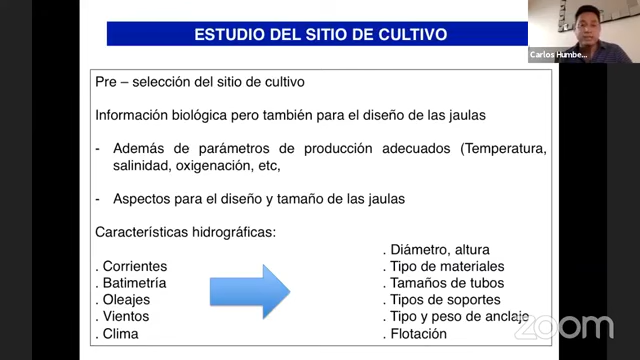 ESTUDIO DEL SITIO DE CULTIVO
Carlos Humbe...
Pre – selección del sitio de cultivo
Información biológica pero también para el diseño de las jaulas
- Además de parámetros de producción adecuados (Temperatura,
salinidad, oxigenación, etc,
- Aspectos para el diseño y tamaño de las jaulas
Características hidrográficas:
. Corrientes
. Batimetría
. Oleajes
. Vientos
. Clima
. Diámetro, altura
. Tipo de materiales
. Tamaños de tubos
. Tipos de soportes
. Tipo y peso de anclaje
. Flotación
zoom